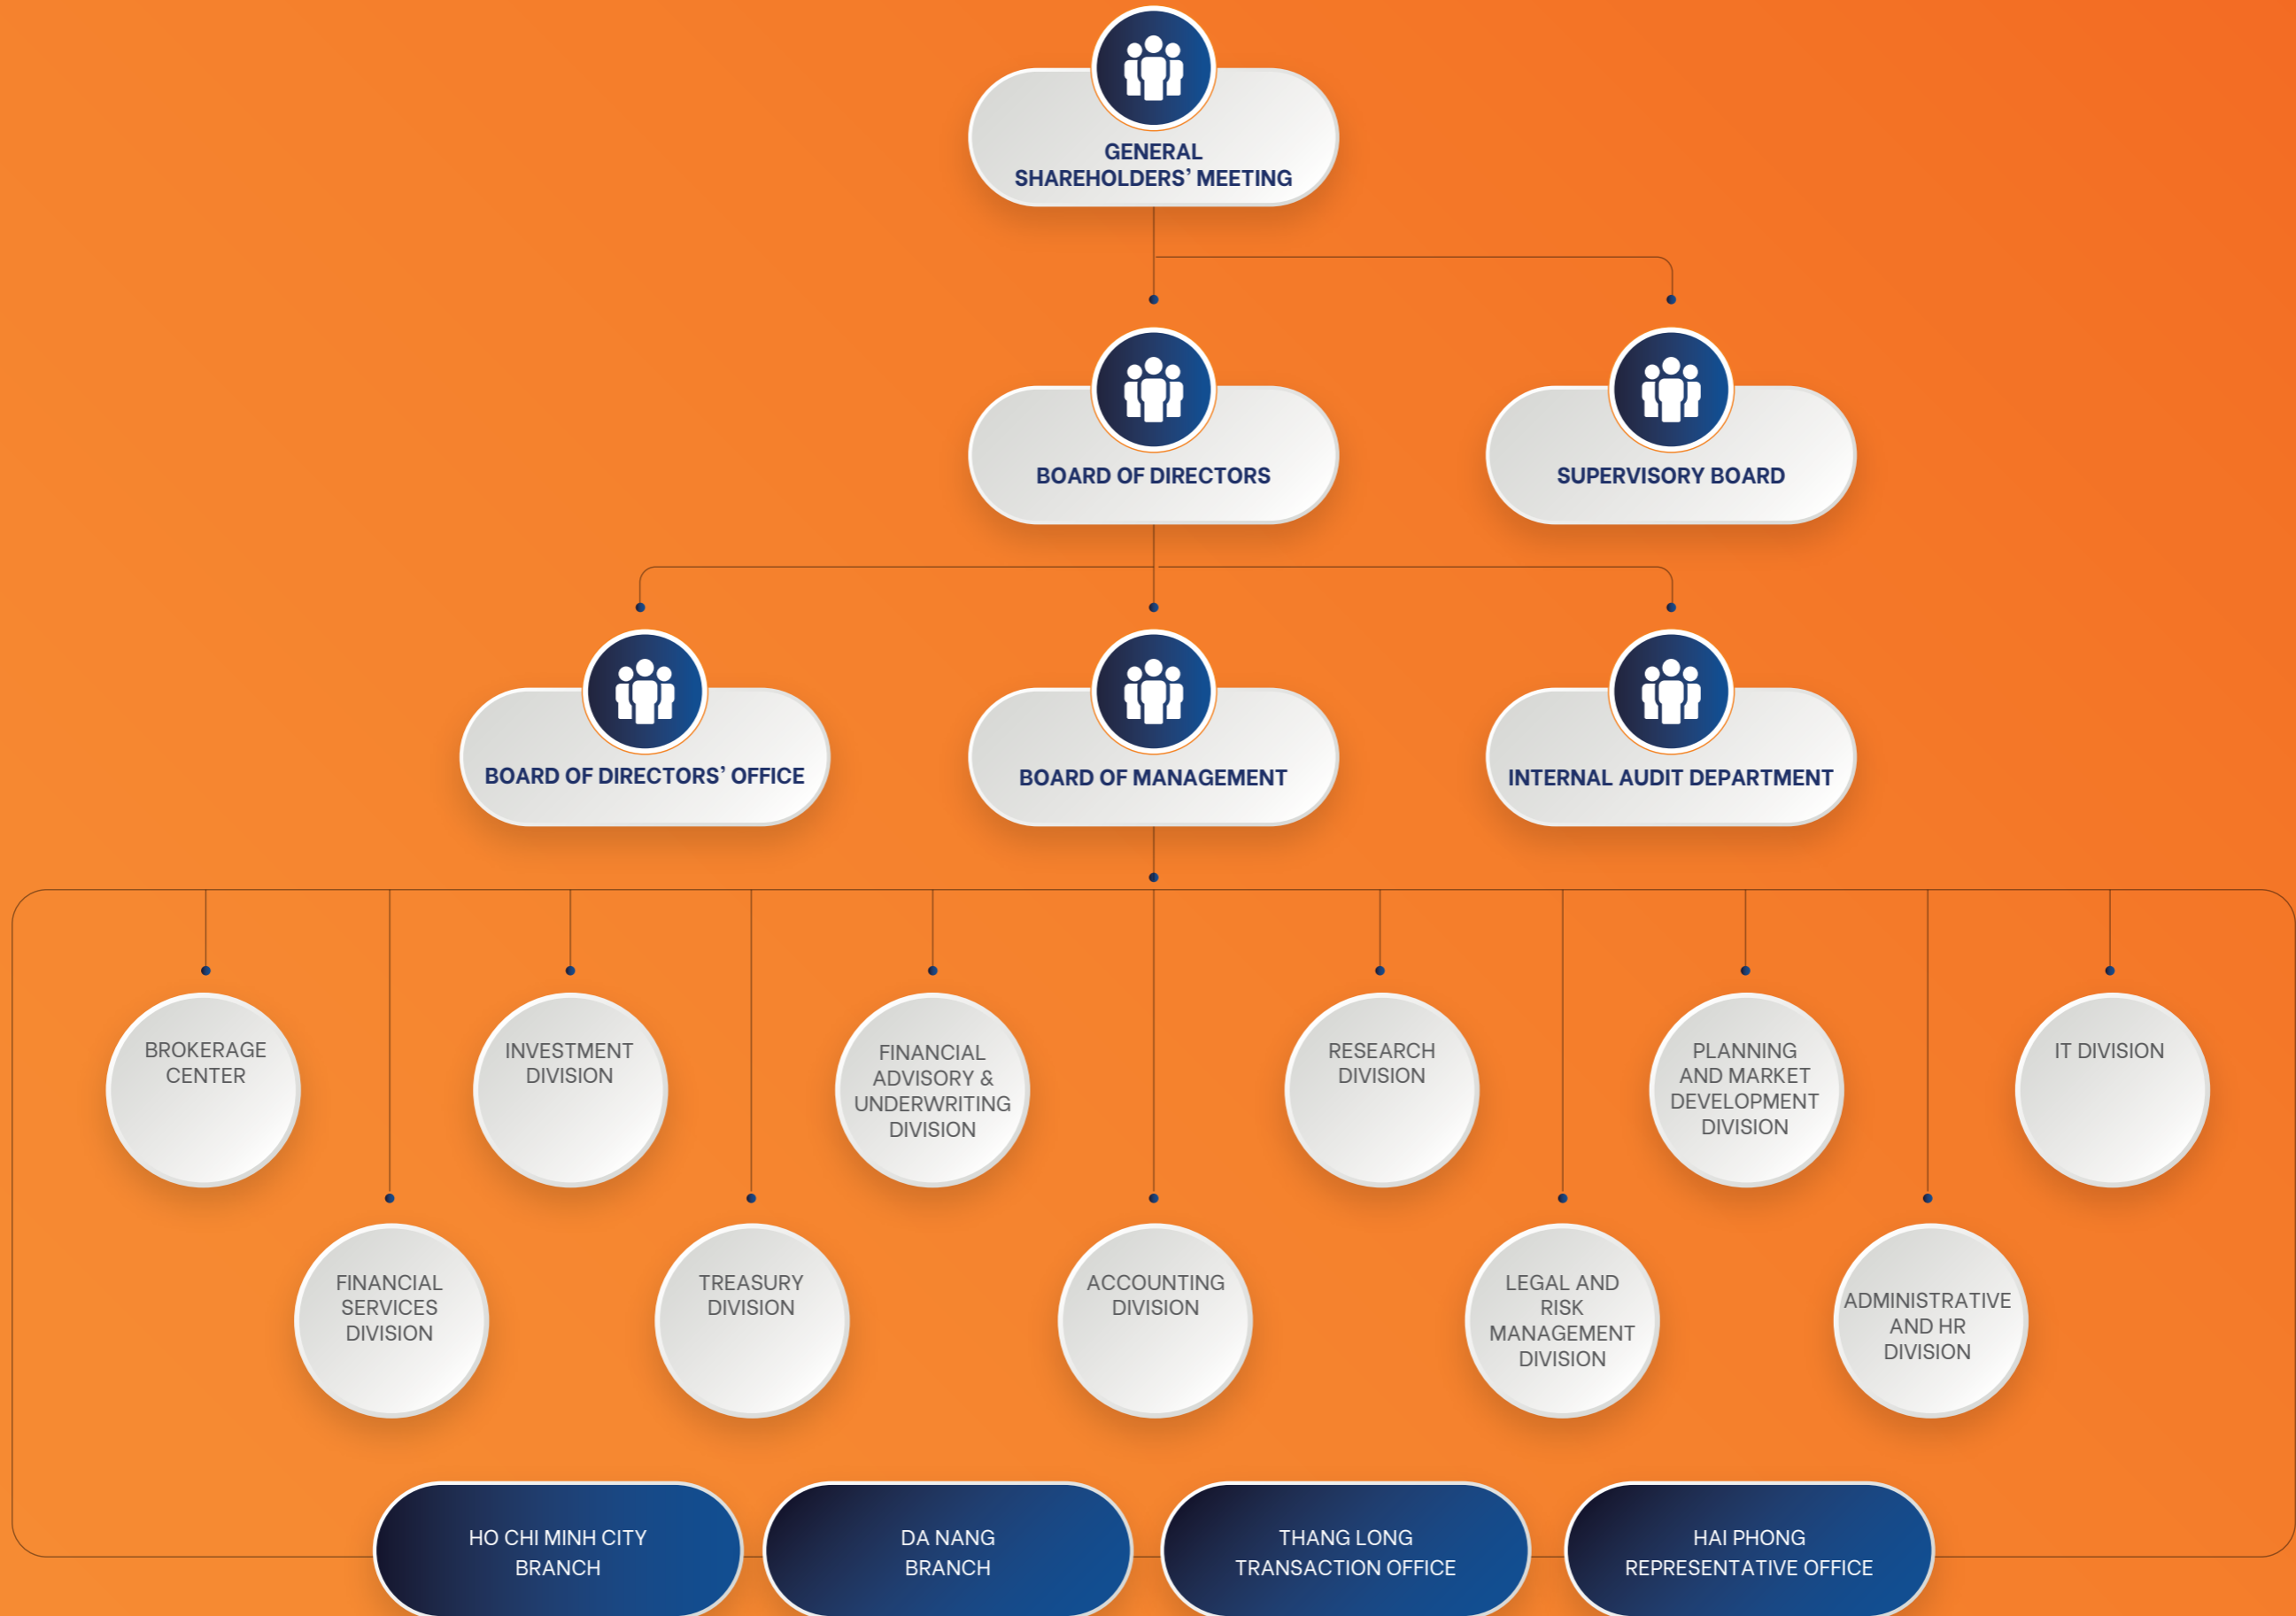 GENERAL
SHAREHOLDERS’ MEETING
BOARD OF DIRECTORS
SUPERVISORY BOARD
BOARD OF DIRECTORS’ OFFICE
BOARD OF MANAGEMENT
INTERNAL AUDIT DEPARTMENT
BROKERAGE
CENTER
INVESTMENT
DIVISION
FINANCIAL
ADVISORY &
UNDERWRITING
DIVISION
RESEARCH
DIVISION
PLANNING
AND MARKET
DEVELOPMENT
DIVISION
IT DIVISION
FINANCIAL
SERVICES
DIVISION
TREASURY
DIVISION
ACCOUNTING
DIVISION
LEGAL AND
RISK
MANAGEMENT
DIVISION
ADMINISTRATIVE
AND HR
DIVISION
HO CHI MINH CITY
BRANCH
DA NANG
BRANCH
THANG LONG
TRANSACTION OFFICE
HAI PHONG
REPRESENTATIVE OFFICE